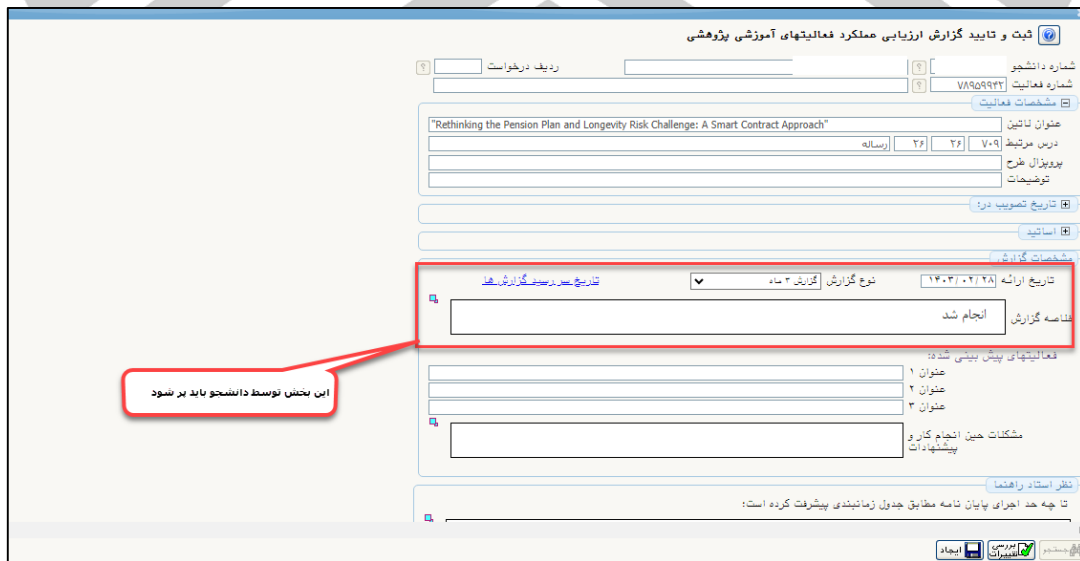 ثبت و تایید گزارش ارزیابی عملکرد فعالیتهای آموزشی پژوهشی
شماره دانشجو ردیف درخواست
شماره فعالیت ۷۸۹۵۹۹۴۲
مشخصات فعالیت
عنوان لاتین "Rethinking the Pension Plan and Longevity Risk Challenge: A Smart Contract Approach"
درس مرتبط ۷۰۹ ۲۶ ۲۶ رساله
پروپزال طرح
توضیحات
تاریخ تصویب در:
اساتید
مشخصات گزارش
تاریخ ارائه ۱۴۰۳/۰۲/۲۸ نوع گزارش گزارش ۳ ماه تاریخ سر رسید گزارش ها
خلاصه گزارش انجام شد
فعالیتهای پیش بینی شده:
عنوان ۱
عنوان ۲
این بخش توسط دانشجو باید پر شود
عنوان ۳
مشکلات حین انجام کار و
پیشنهادات
نظر استاد راهنما
تا چه حد اجرای پایان نامه مطابق جدول زمانبندی پیشرفت کرده است:
جستجو بررسی تغییرات ایجاد